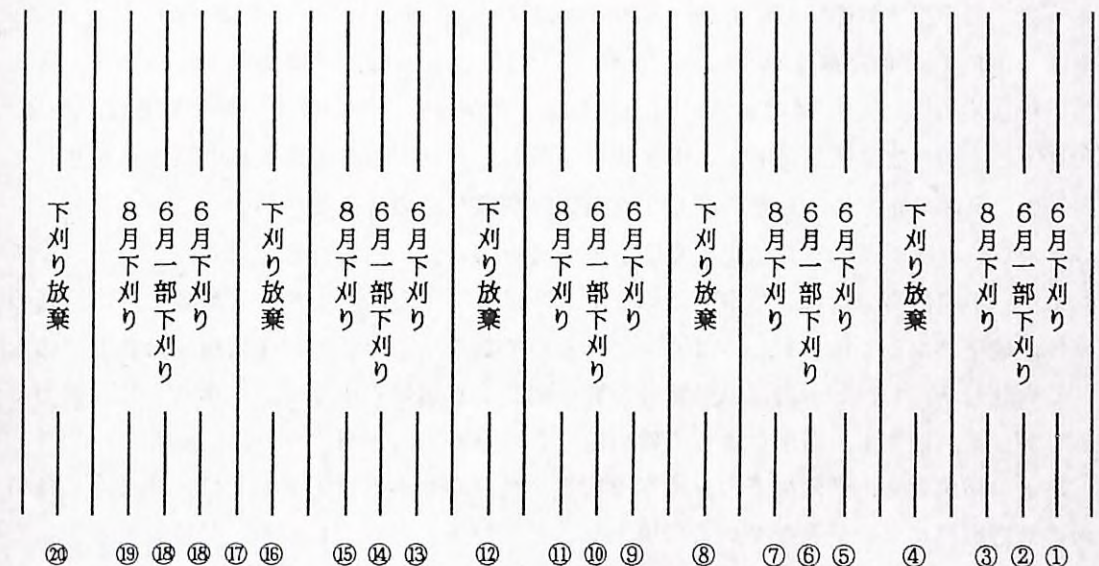 6月下刈り ①
6月一部下刈り ②
8月下刈り ③
下刈り放棄 ④
6月下刈り ⑤
6月一部下刈り ⑥
8月下刈り ⑦
下刈り放棄 ⑧
6月下刈り ⑨
6月一部下刈り ⑩
8月下刈り ⑪
下刈り放棄 ⑫
6月下刈り ⑬
6月一部下刈り ⑭
8月下刈り ⑮
下刈り放棄 ⑯
⑰
6月下刈り ⑱
6月一部下刈り ⑱
8月下刈り ⑲
下刈り放棄 ⑳